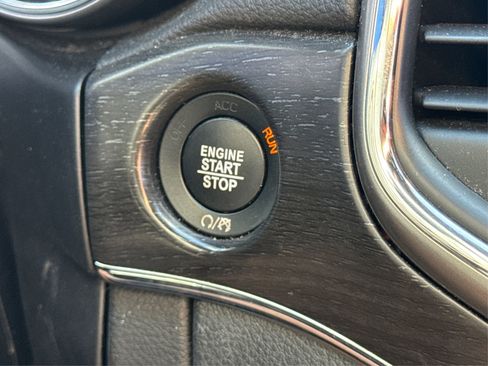 OFF
ACC
RUN
ENGINE
START
STOP